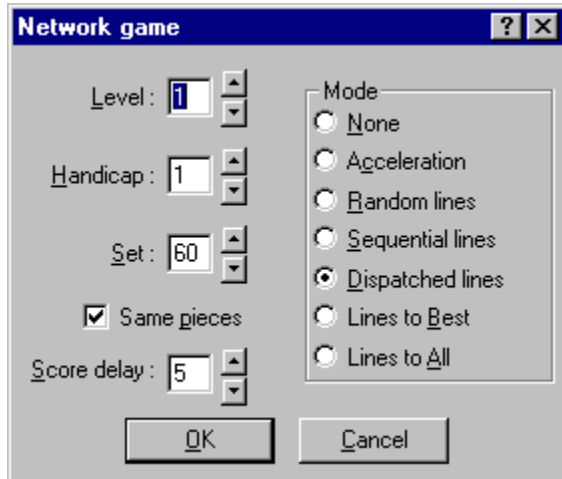 Network game
Level : 1
Handicap : 1
Set : 60
Same pieces
Score delay : 5
Mode
None
Acceleration
Random lines
Sequential lines
Dispatched lines
Lines to Best
Lines to All
OK
Cancel